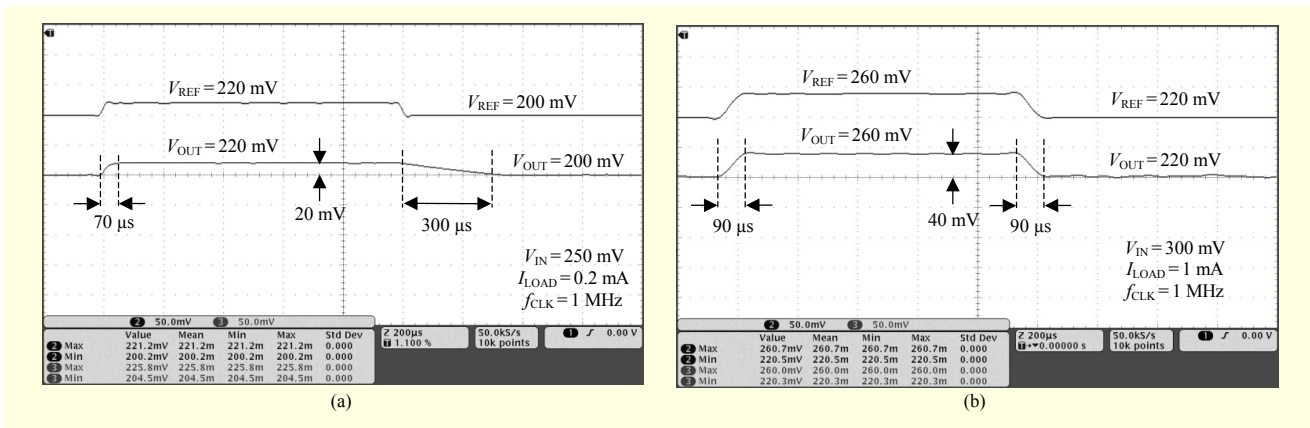 V_REF = 220 mV
V_REF = 200 mV
V_OUT = 220 mV
V_OUT = 200 mV
70 µs
20 mV
300 µs
V_IN = 250 mV
I_LOAD = 0.2 mA
f_CLK = 1 MHz
2 50.0mV 3 50.0mV
Value Mean Min Max Std Dev
2 Max 221.2mV 221.2m 221.2m 221.2m 0.000
2 Min 200.2mV 200.2m 200.2m 200.2m 0.000
3 Max 225.8mV 225.8m 225.8m 225.8m 0.000
3 Min 204.5mV 204.5m 204.5m 204.5m 0.000
Z 200µs
T 1.100 %
50.0kS/s
10k points
1 0.00 V
(a)
V_REF = 260 mV
V_REF = 220 mV
V_OUT = 260 mV
V_OUT = 220 mV
90 µs
40 mV
90 µs
V_IN = 300 mV
I_LOAD = 1 mA
f_CLK = 1 MHz
2 50.0mV 3 50.0mV
Value Mean Min Max Std Dev
2 Max 260.7mV 260.7m 260.7m 260.7m 0.000
2 Min 220.5mV 220.5m 220.5m 220.5m 0.000
3 Max 260.0mV 260.0m 260.0m 260.0m 0.000
3 Min 220.3mV 220.3m 220.3m 220.3m 0.000
Z 200µs
T→▼0.00000 s
50.0kS/s
10k points
1 0.00 V
(b)